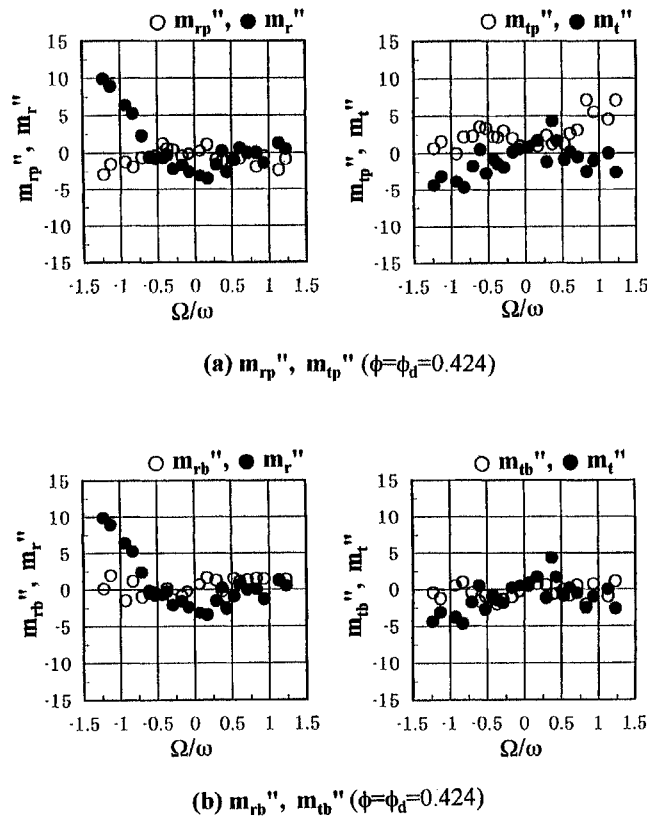 ○ m_rp'', ● m_r''
○ m_tp'', ● m_t''
15
10
5
0
-5
-10
-15
m_rp'', m_r''
-1.5 -1 -0.5 0 0.5 1 1.5
Ω/ω
15
10
5
0
-5
-10
-15
m_tp'', m_t''
-1.5 -1 -0.5 0 0.5 1 1.5
Ω/ω
(a) m_rp'', m_tp'' (ϕ=ϕ_d=0.424)
○ m_rb'', ● m_r''
○ m_tb'', ● m_t''
15
10
5
0
-5
-10
-15
m_rb'', m_r''
-1.5 -1 -0.5 0 0.5 1 1.5
Ω/ω
15
10
5
0
-5
-10
-15
m_tb'', m_t''
-1.5 -1 -0.5 0 0.5 1 1.5
Ω/ω
(b) m_rb'', m_tb'' (ϕ=ϕ_d=0.424)